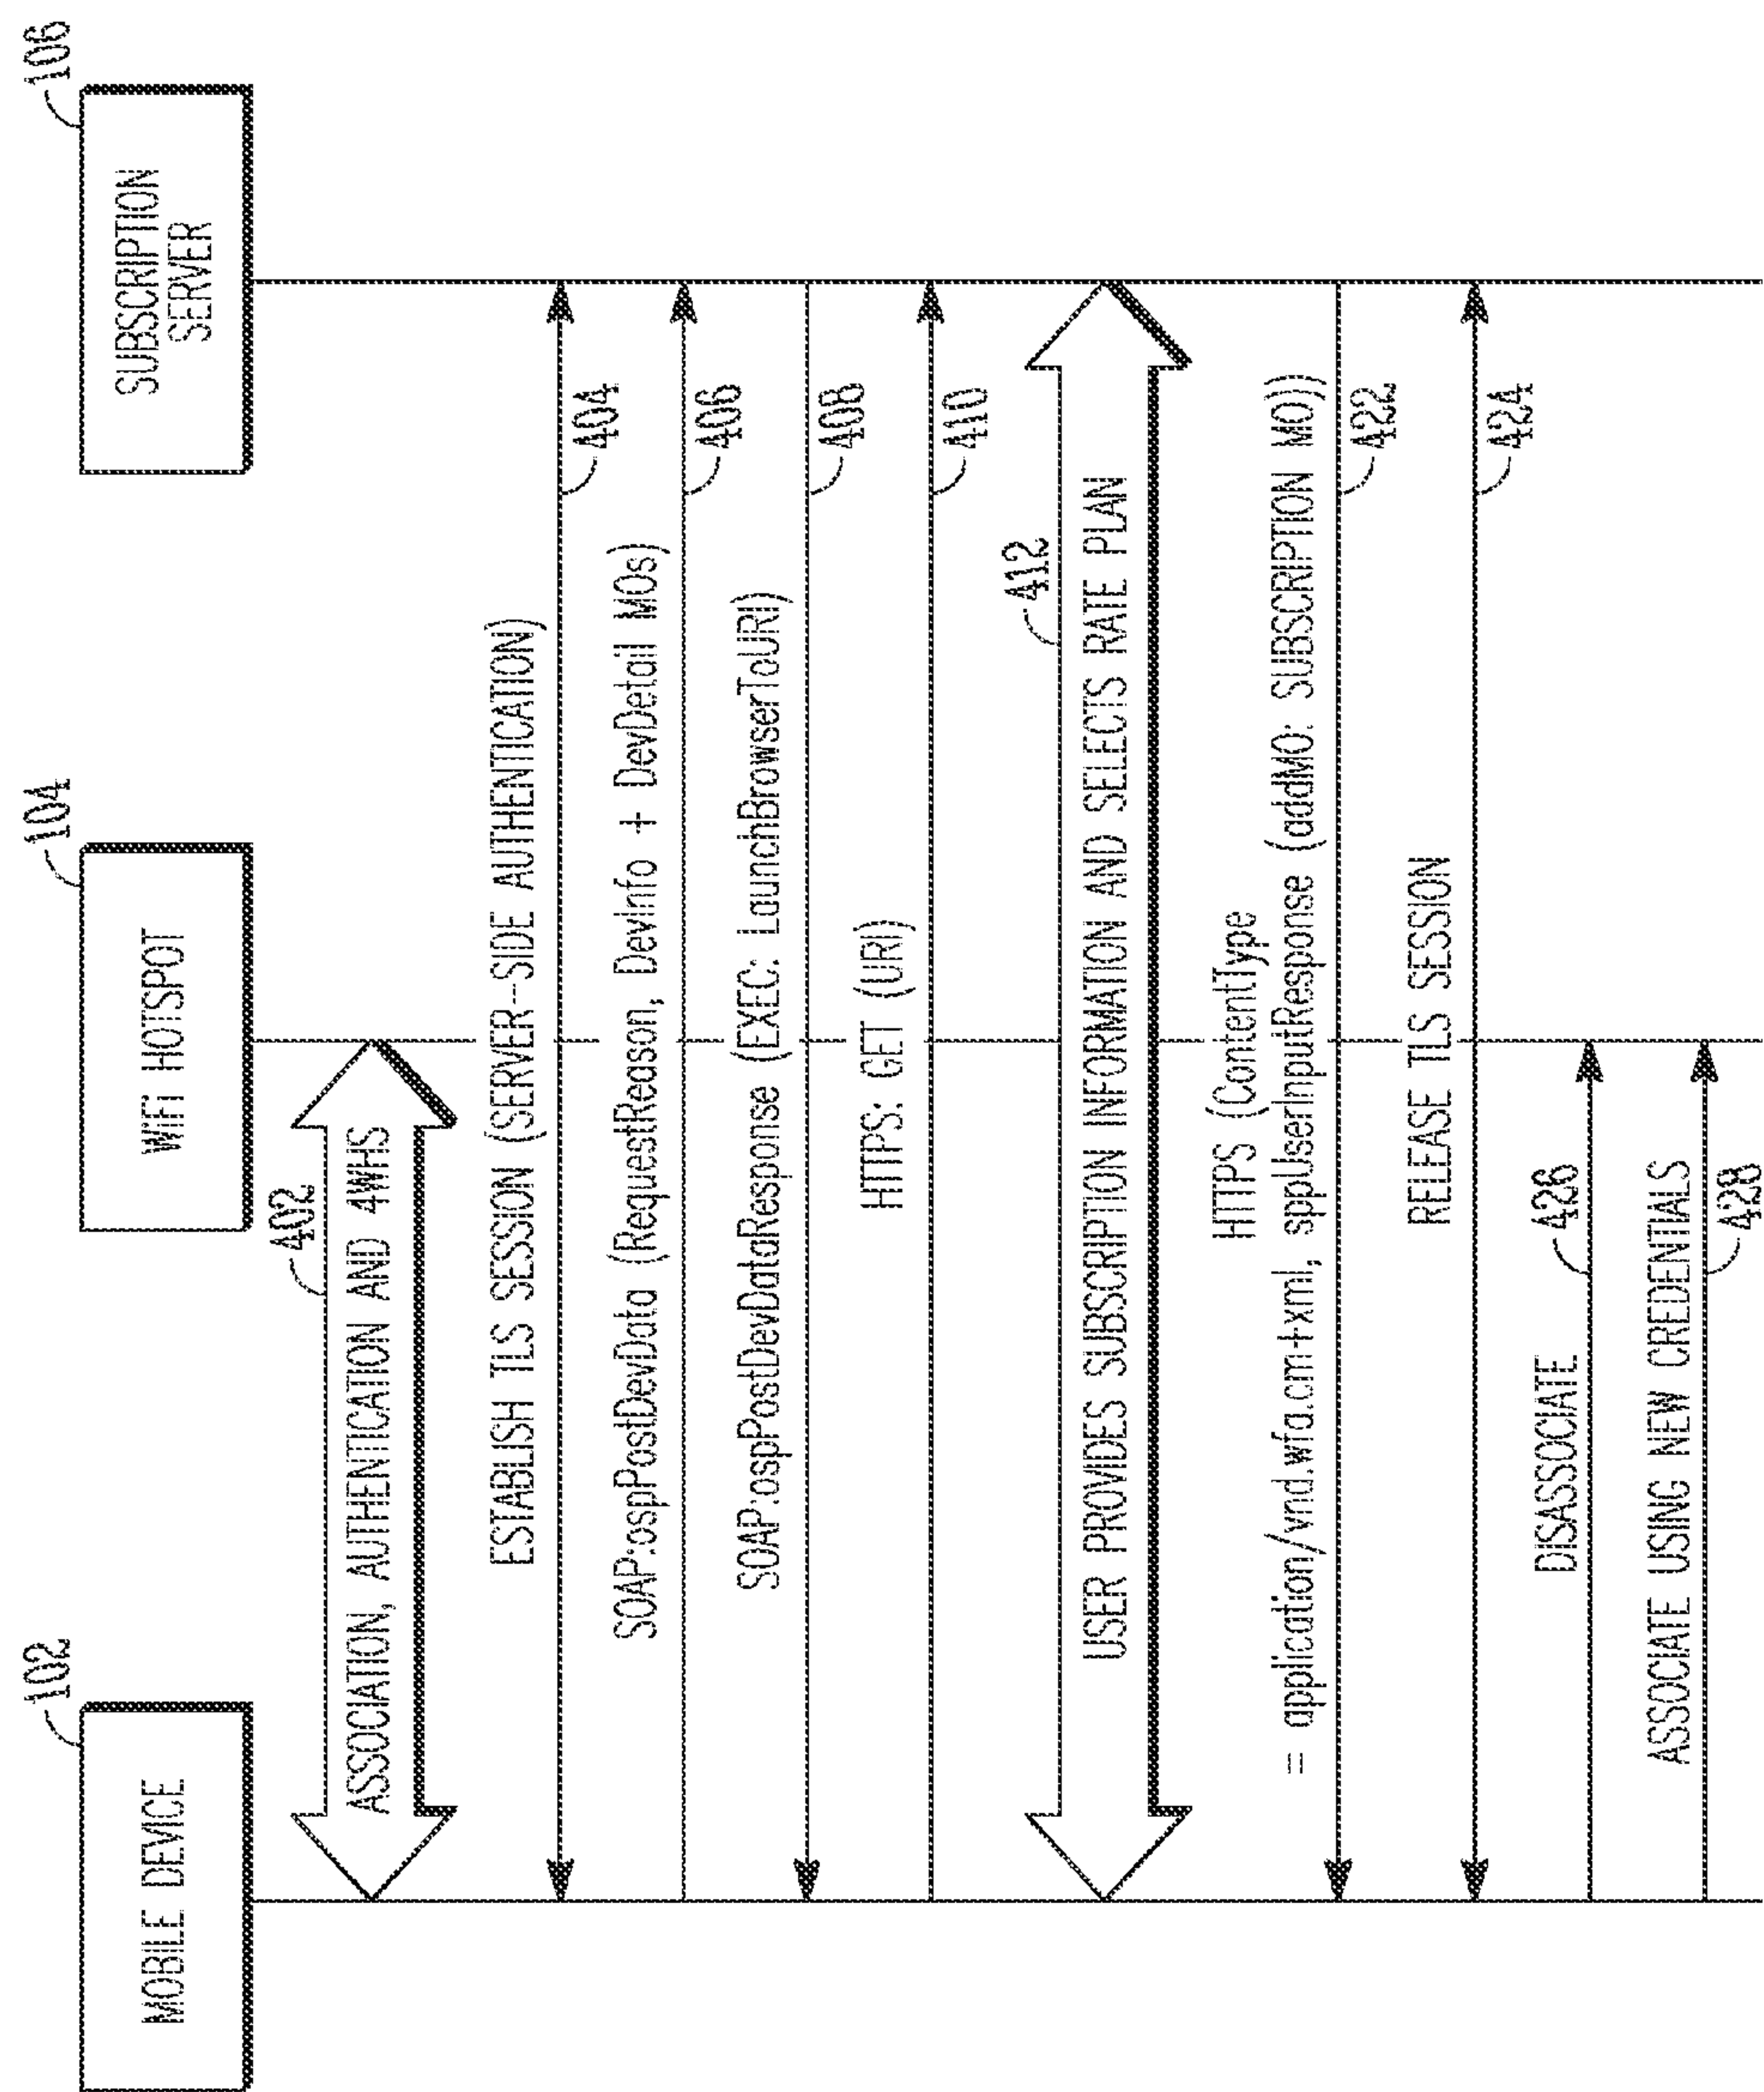 102
MOBILE DEVICE
104
WiFi HOTSPOT
106
SUBSCRIPTION
SERVER
402
ASSOCIATION, AUTHENTICATION AND 4WHS
ESTABLISH TLS SESSION (SERVER-SIDE AUTHENTICATION)
404
SOAP:ospPostDevData (RequestReason, DevInfo + DevDetail MOs)
406
SOAP:ospPostDevDataResponse (EXEC: LaunchBrowserToURI)
408
HTTPS: GET (URI)
410
412
USER PROVIDES SUBSCRIPTION INFORMATION AND SELECTS RATE PLAN
HTTPS (ContentType
= application/vnd.wfa.cm+xml, sppUserInputResponse (addMO: SUBSCRIPTION MO))
422
RELEASE TLS SESSION
424
DISASSOCIATE
426
ASSOCIATE USING NEW CREDENTIALS
428